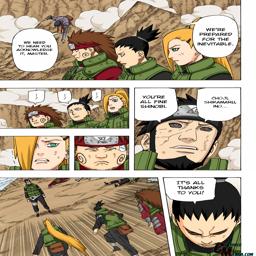 WE'RE
PREPARED
FOR THE
INEVITABLE.
WE NEED
TO HEAR YOU
ACKNOWLEDGE
IT, MASTER.
YOU'RE
ALL FINE
SHINOBI.
CHOJI,
SHIKAMARU,
INO...
IT'S ALL
THANKS
TO YOU!